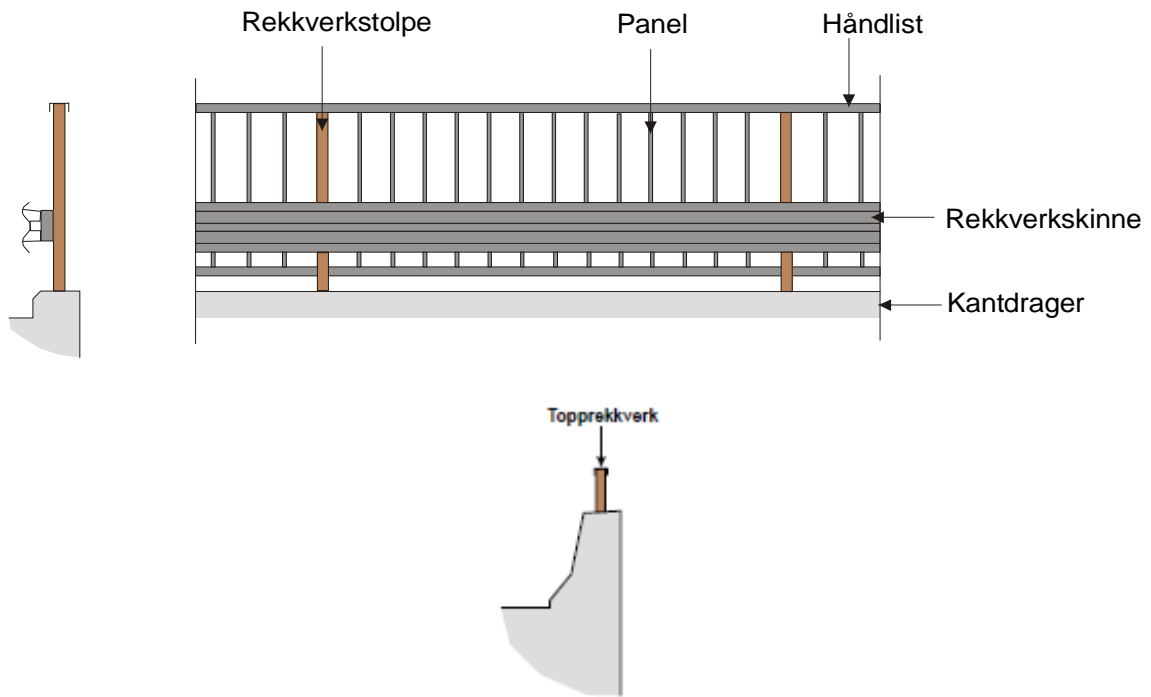 Rekkverkstolpe
Panel
Håndlist
Rekkverkskinne
Kantdrager
Topprekkverk